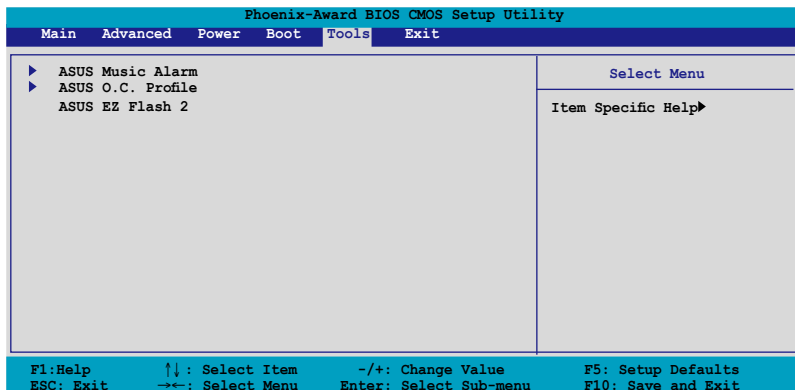 Phoenix-Award BIOS CMOS Setup Utility
Main Advanced Power Boot Tools Exit
ASUS Music Alarm
ASUS O.C. Profile
ASUS EZ Flash 2
Select Menu
Item Specific Help
F1:Help ↑↓ : Select Item -/+: Change Value F5: Setup Defaults
ESC: Exit →←: Select Menu Enter: Select Sub-menu F10: Save and Exit